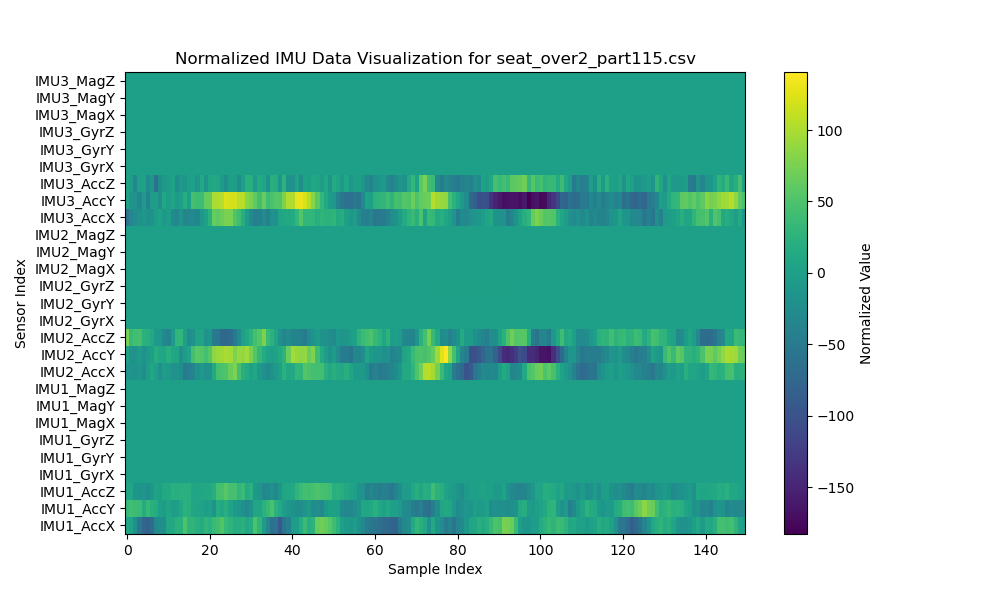 Normalized IMU Data Visualization for seat_over2_part115.csv
IMU3_MagZ
IMU3_MagY
IMU3_MagX
IMU3_GyrZ
IMU3_GyrY
IMU3_GyrX
IMU3_AccZ
IMU3_AccY
IMU3_AccX
IMU2_MagZ
IMU2_MagY
IMU2_MagX
IMU2_GyrZ
IMU2_GyrY
IMU2_GyrX
IMU2_AccZ
IMU2_AccY
IMU2_AccX
IMU1_MagZ
IMU1_MagY
IMU1_MagX
IMU1_GyrZ
IMU1_GyrY
IMU1_GyrX
IMU1_AccZ
IMU1_AccY
IMU1_AccX
Sensor Index
0 20 40 60 80 100 120 140
Sample Index
100
50
0
−50
−100
−150
Normalized Value